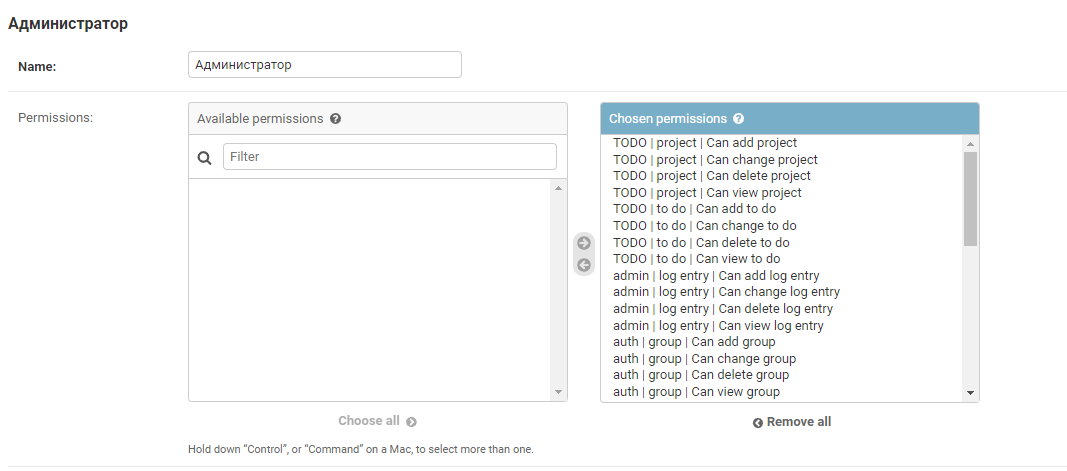 Администратор
Name:
Администратор
Permissions:
Available permissions ?
Filter
Choose all
Chosen permissions ?
TODO | project | Can add project
TODO | project | Can change project
TODO | project | Can delete project
TODO | project | Can view project
TODO | to do | Can add to do
TODO | to do | Can change to do
TODO | to do | Can delete to do
TODO | to do | Can view to do
admin | log entry | Can add log entry
admin | log entry | Can change log entry
admin | log entry | Can delete log entry
admin | log entry | Can view log entry
auth | group | Can add group
auth | group | Can change group
auth | group | Can delete group
auth | group | Can view group
Remove all
Hold down “Control”, or “Command” on a Mac, to select more than one.